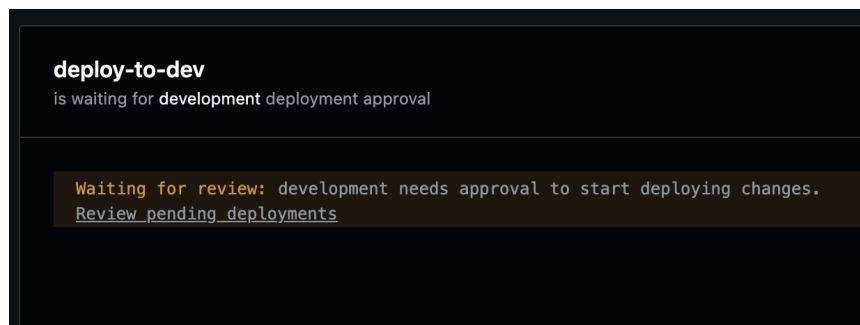 deploy-to-dev
is waiting for development deployment approval
Waiting for review: development needs approval to start deploying changes.
Review pending deployments